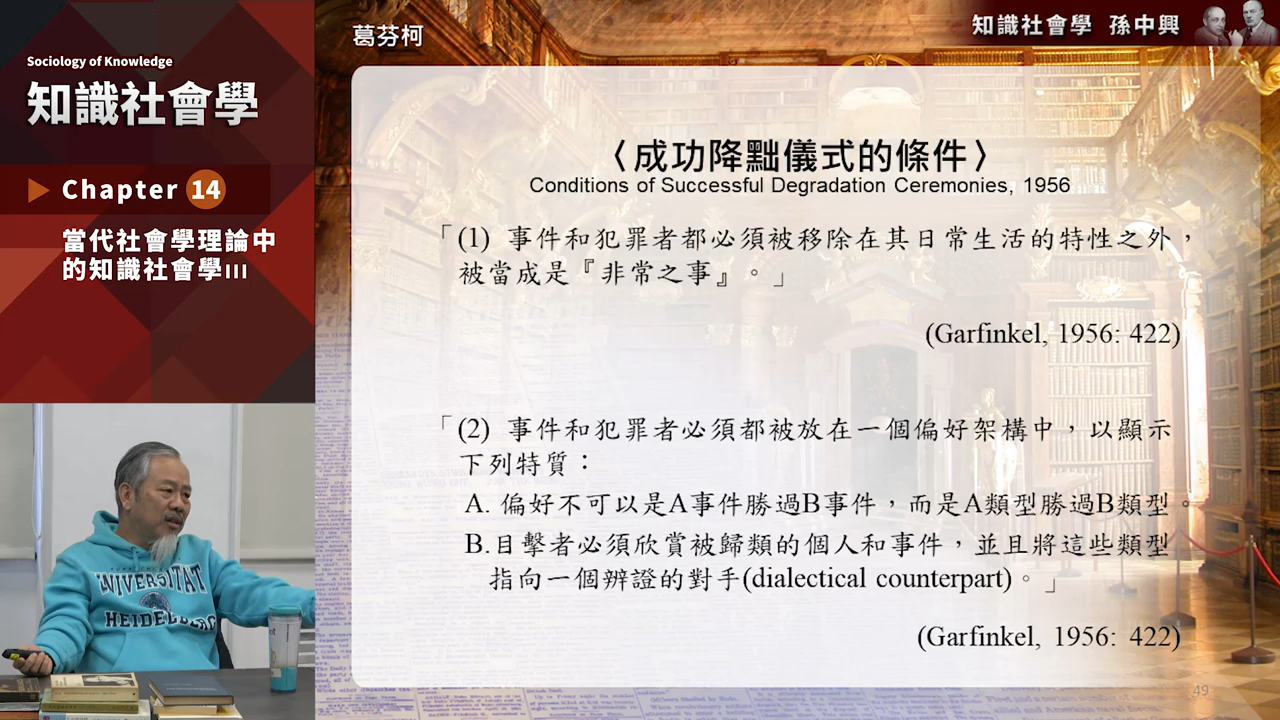 Sociology of Knowledge
知識社會學
Chapter 14
當代社會學理論中
的知識社會學III
葛芬柯
知識社會學 孫中興
〈成功降黜儀式的條件〉
Conditions of Successful Degradation Ceremonies, 1956
「(1) 事件和犯罪者都必須被移除在其日常生活的特性之外，
被當成是『非常之事』。」
(Garfinkel, 1956: 422)
「(2) 事件和犯罪者必須都被放在一個偏好架構中，以顯示
下列特質：
A. 偏好不可以是A事件勝過B事件，而是A類型勝過B類型。
B.目擊者必須欣賞被歸類的個人和事件，並且將這些類型
指向一個辨證的對手(dialectical counterpart)。」
(Garfinkel, 1956: 422)
49
UNIVERSITAT
HEIDELBERG